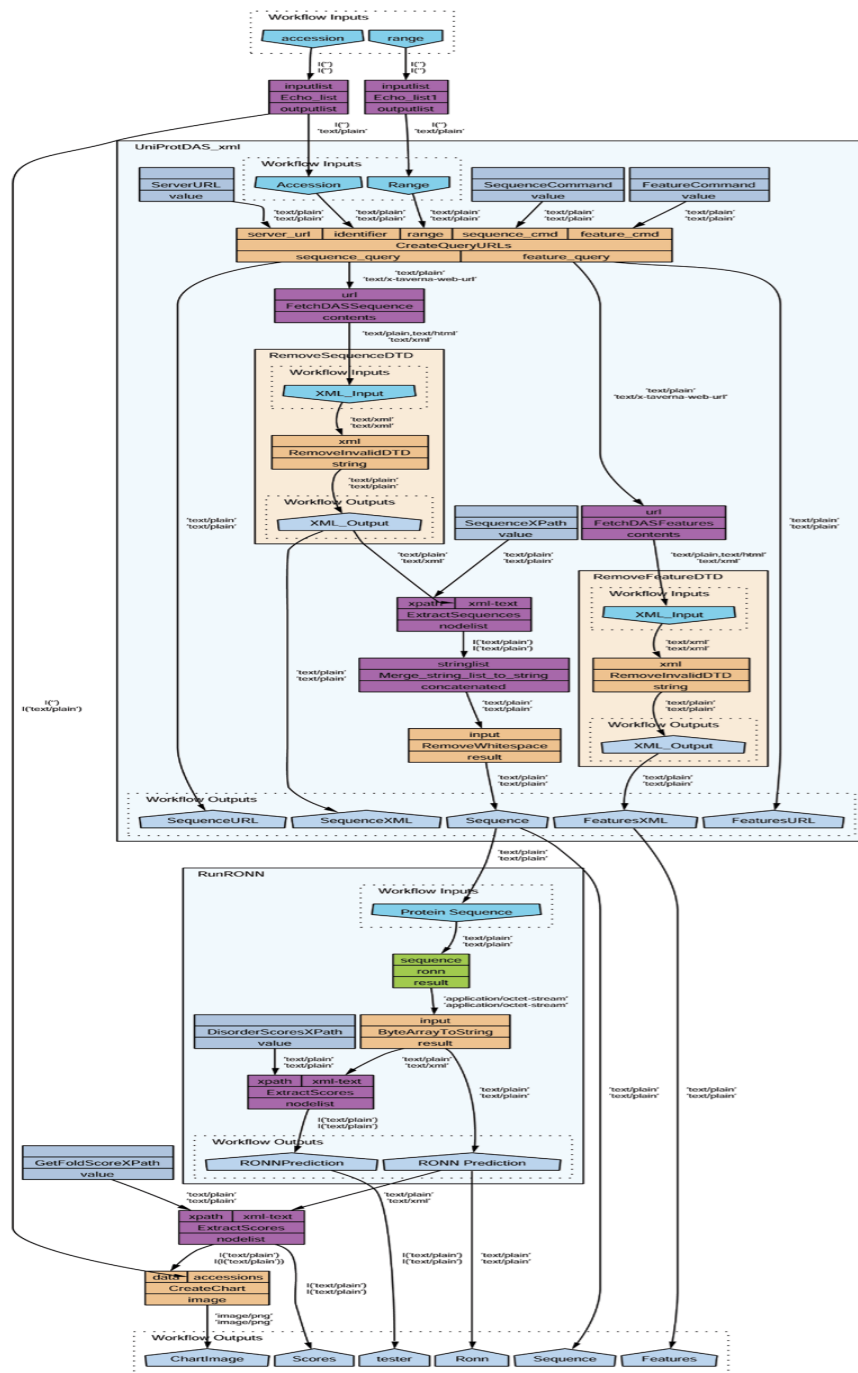 Workflow Inputs
accession range
l('')
l('')
l('')
l('')
inputlist inputlist
Echo_list Echo_list1
outputlist outputlist
l('')
'text/plain'
l('')
'text/plain'
UniProtDAS_xml
Workflow Inputs
ServerURL
value
Accession Range
SequenceCommand
value
FeatureCommand
value
'text/plain' 'text/plain' 'text/plain' 'text/plain' 'text/plain'
'text/plain' 'text/plain' 'text/plain' 'text/plain' 'text/plain'
server_url identifier range sequence_cmd feature_cmd
CreateQueryURLs
sequence_query feature_query
'text/plain'
'text/x-taverna-web-url'
url
FetchDASSequence
contents
'text/plain,text/html'
'text/xml'
RemoveSequenceDTD
Workflow Inputs
XML_Input
'text/plain'
'text/x-taverna-web-url'
'text/xml'
'text/xml'
xml
RemoveInvalidDTD
string
'text/plain'
'text/plain'
Workflow Outputs
XML_Output
SequenceXPath
value
url
FetchDASFeatures
contents
'text/plain'
'text/plain'
'text/plain'
'text/plain'
'text/plain'
'text/xml'
'text/plain'
'text/plain'
'text/plain,text/html'
'text/xml'
RemoveFeatureDTD
Workflow Inputs
XML_Input
xpath xml-text
ExtractSequences
nodelist
l('text/plain')
l('text/plain')
'text/xml'
'text/xml'
stringlist
Merge_string_list_to_string
concatenated
xml
RemoveInvalidDTD
string
'text/plain'
'text/plain'
l('')
l('text/plain')
'text/plain'
'text/plain'
'text/plain'
'text/plain'
input
RemoveWhitespace
result
Workflow Outputs
XML_Output
'text/plain'
'text/plain'
'text/plain'
'text/plain'
Workflow Outputs
SequenceURL SequenceXML Sequence FeaturesXML FeaturesURL
'text/plain'
'text/plain'
RunRONN
Workflow Inputs
Protein Sequence
'text/plain'
'text/plain'
sequence
ronn
result
'application/octet-stream'
'application/octet-stream'
DisorderScoresXPath
value
input
ByteArrayToString
result
'text/plain'
'text/plain'
'text/plain'
'text/xml'
xpath xml-text
ExtractScores
nodelist
'text/plain'
'text/plain'
'text/plain'
'text/plain'
'text/plain'
'text/plain'
l('text/plain')
l('text/plain')
Workflow Outputs
RONNPrediction RONN Prediction
GetFoldScoreXPath
value
'text/plain'
'text/plain'
'text/plain'
'text/xml'
xpath xml-text
ExtractScores
nodelist
l('text/plain')
l(l('text/plain'))
l('text/plain')
l('text/plain')
'text/plain'
'text/plain'
data accessions
CreateChart
image
l('text/plain')
l('text/plain')
'image/png'
'image/png'
Workflow Outputs
ChartImage Scores tester Ronn Sequence Features